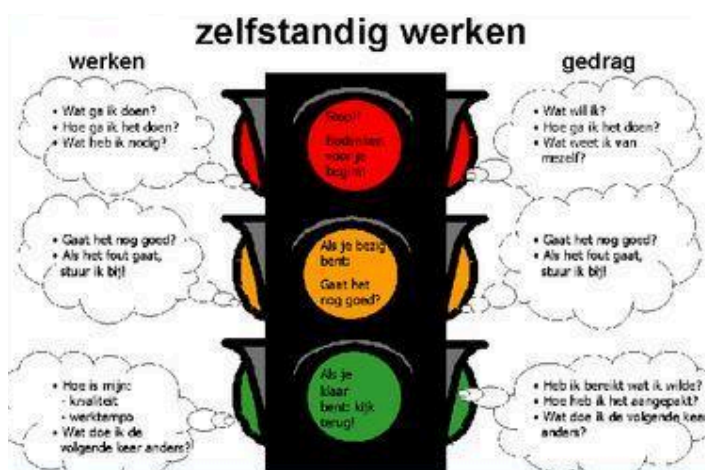 zelfstandig werken
werken
• Wat ga ik doen?
• Hoe ga ik het doen?
• Wat heb ik nodig?
• Gaat het nog goed?
• Als het fout gaat,
stuur ik bij!
• Hoe is mijn:
- kwaliteit
- werktempo
• Wat doe ik de
volgende keer anders?
Stop!!
Bedenken
voor je
begint
Als je bezig
bent:
Gaat het
nog goed?
Als je
klaar
bent: kijk
terug!
gedrag
• Wat wil ik?
• Hoe ga ik het doen?
• Wat weet ik van
mezelf?
• Gaat het nog goed?
• Als het fout gaat,
stuur ik bij!
• Heb ik bereikt wat ik wilde?
• Hoe heb ik het aangepakt?
• Wat doe ik de volgende keer
anders?